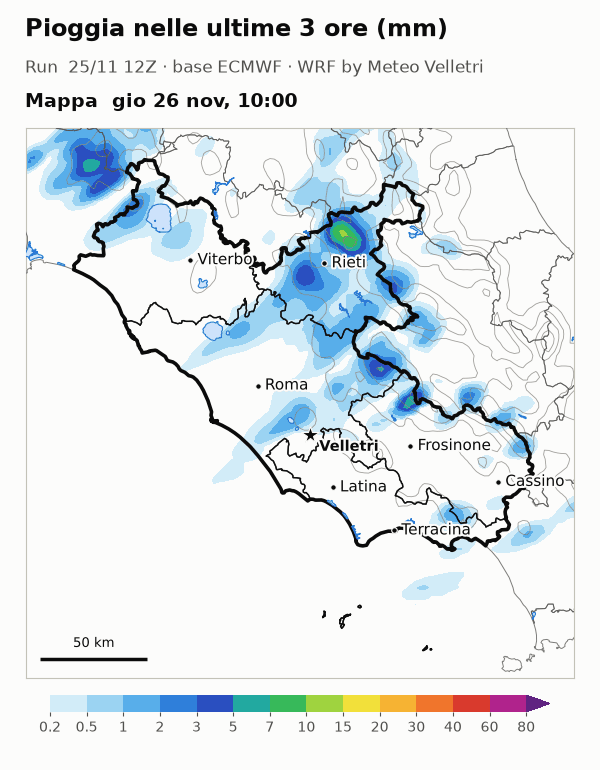 Pioggia nelle ultime 3 ore (mm)
Run  25/11 12Z · base ECMWF · WRF by Meteo Velletri
Mappa  gio 26 nov, 10:00
Viterbo
Rieti
Roma
Velletri
Frosinone
Latina
Cassino
Terracina
50 km
0.2 0.5 1 2 3 5 7 10 15 20 30 40 60 80